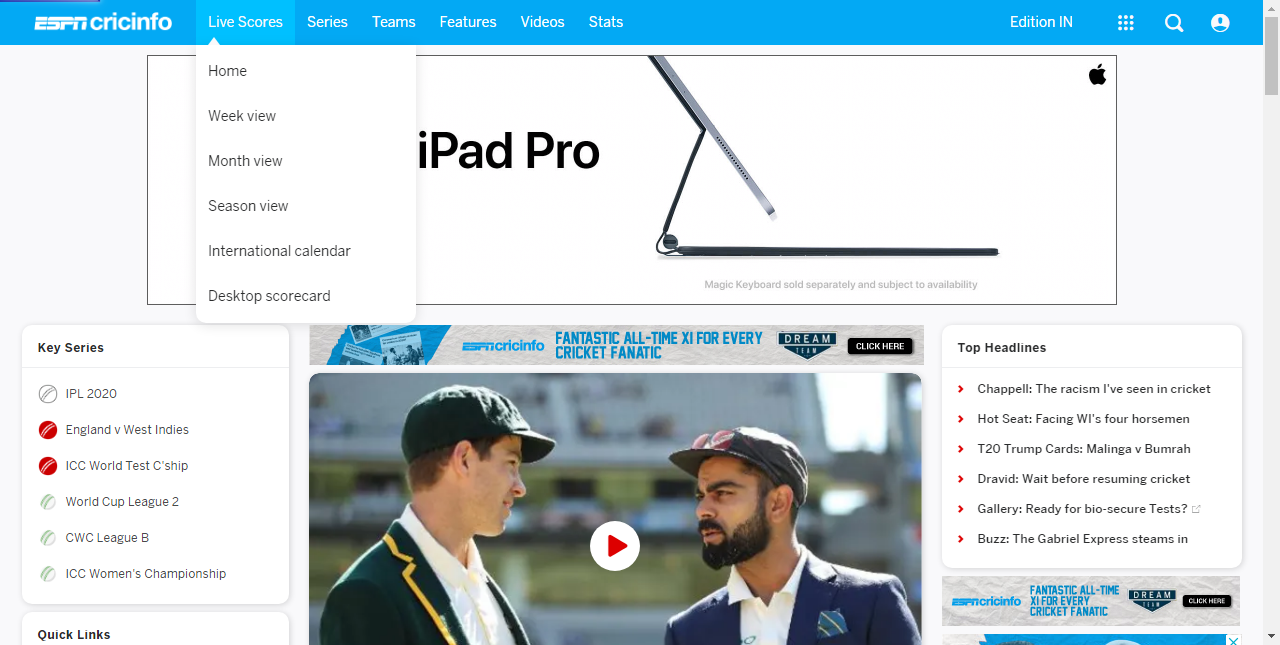 ESPN cricinfo
Live Scores
Series
Teams
Features
Videos
Stats
Edition IN
Home
Week view
Month view
Season view
International calendar
Desktop scorecard
iPad Pro
Magic Keyboard sold separately and subject to availability
Key Series
IPL 2020
England v West Indies
ICC World Test C'ship
World Cup League 2
CWC League B
ICC Women's Championship
Quick Links
ESPN cricinfo
FANTASTIC ALL-TIME XI FOR EVERY
CRICKET FANATIC
DREAM
TEAM
CLICK HERE
Top Headlines
Chappell: The racism I've seen in cricket
Hot Seat: Facing WI's four horsemen
T20 Trump Cards: Malinga v Bumrah
Dravid: Wait before resuming cricket
Gallery: Ready for bio-secure Tests?
Buzz: The Gabriel Express steams in
ESPN cricinfo
FANTASTIC ALL-TIME
XI FOR EVERY
CRICKET FANATIC
DREAM
TEAM
CLICK HERE